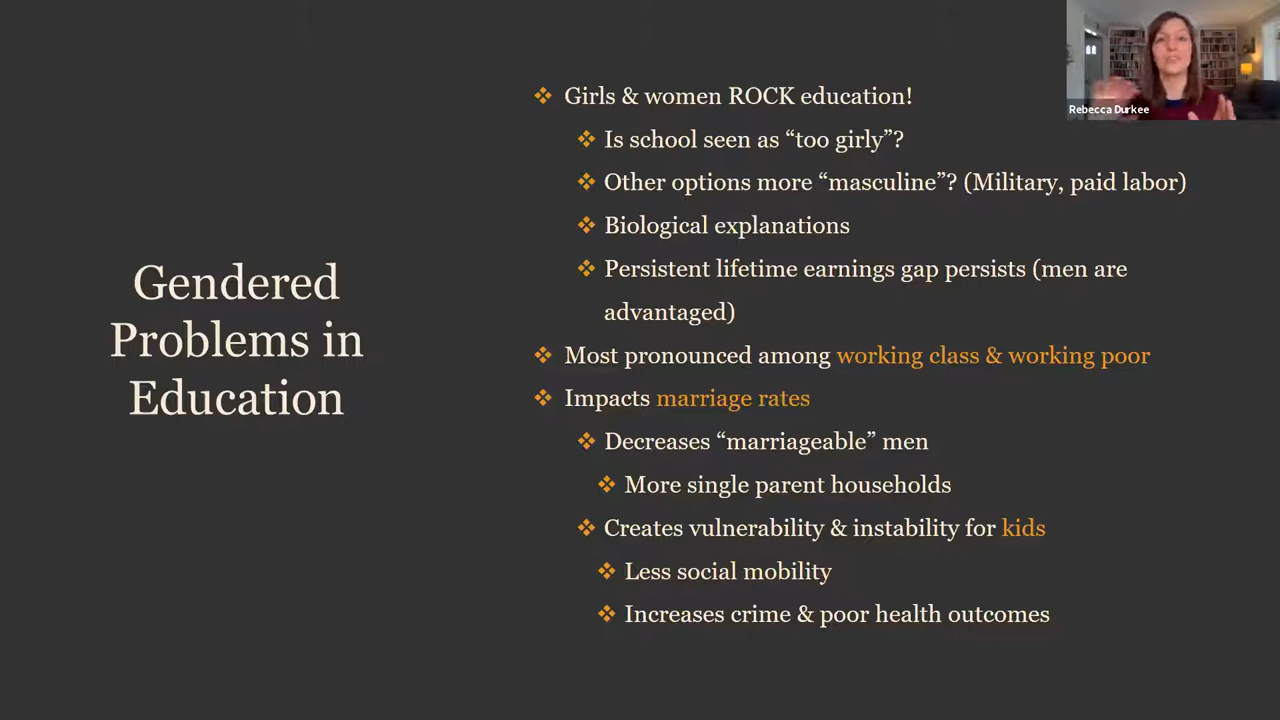 Gendered
Problems in
Education
Girls & women ROCK education!
Is school seen as “too girly”?
Other options more “masculine”? (Military, paid labor)
Biological explanations
Persistent lifetime earnings gap persists (men are
advantaged)
Most pronounced among working class & working poor
Impacts marriage rates
Decreases “marriageable” men
More single parent households
Creates vulnerability & instability for kids
Less social mobility
Increases crime & poor health outcomes
Rebecca Durkee